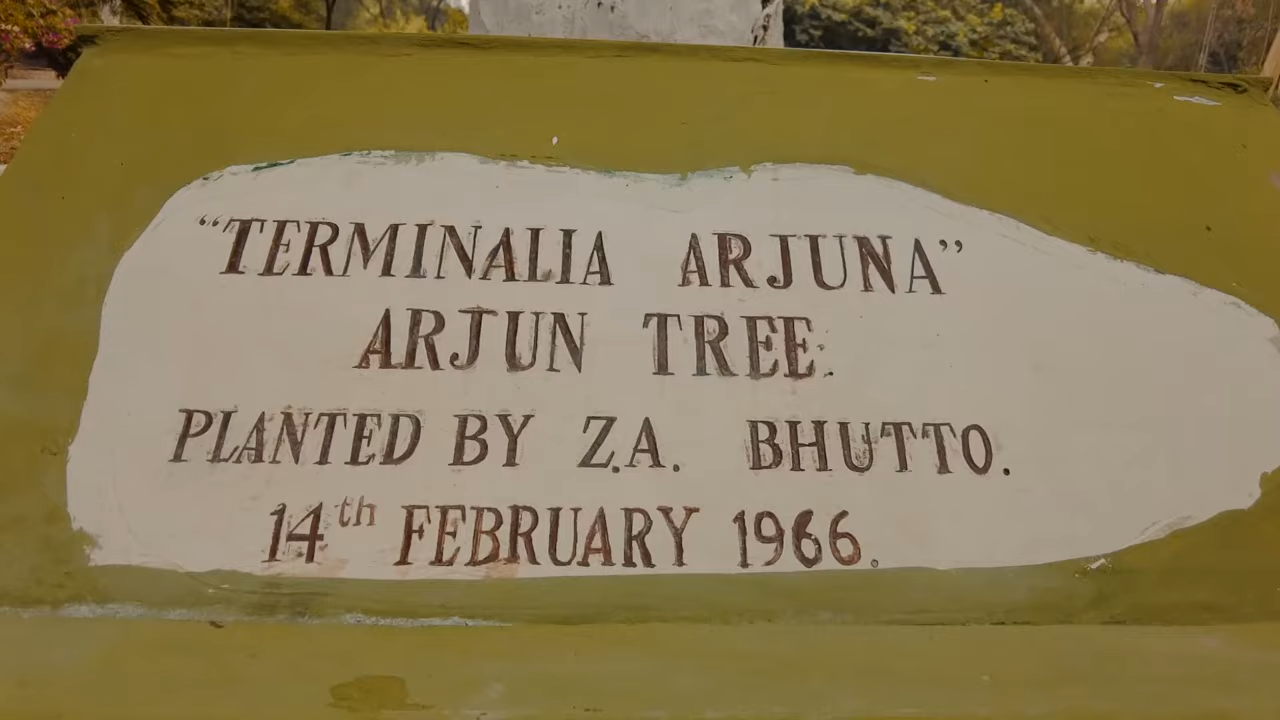 “TERMINALIA ARJUNA”
ARJUN TREE.
PLANTED BY Z.A. BHUTTO.
14th FEBRUARY 1966.